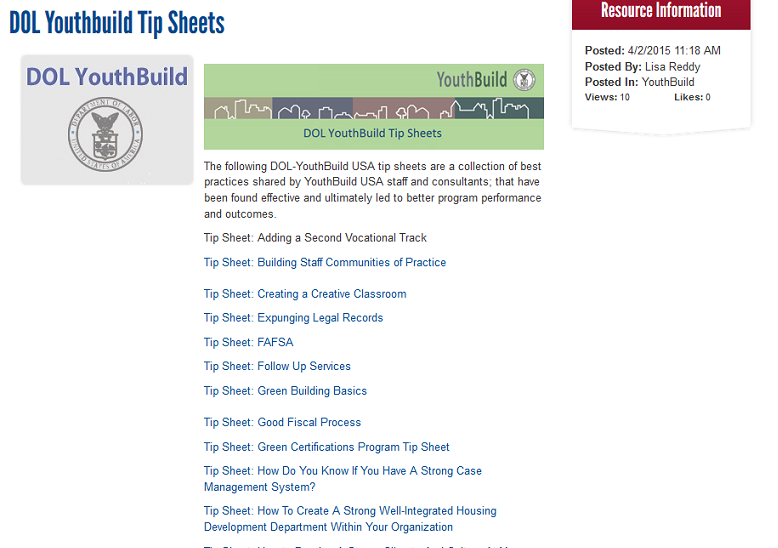 DOL Youthbuild Tip Sheets
Resource Information
Posted: 4/2/2015 11:18 AM
Posted By: Lisa Reddy
Posted In: YouthBuild
Views: 10 Likes: 0
DOL YouthBuild
DEPARTMENT OF LABOR
UNITED STATES OF AMERICA
YouthBuild
DOL YouthBuild Tip Sheets
The following DOL-YouthBuild USA tip sheets are a collection of best
practices shared by YouthBuild USA staff and consultants; that have
been found effective and ultimately led to better program performance
and outcomes.
Tip Sheet: Adding a Second Vocational Track
Tip Sheet: Building Staff Communities of Practice
Tip Sheet: Creating a Creative Classroom
Tip Sheet: Expunging Legal Records
Tip Sheet: FAFSA
Tip Sheet: Follow Up Services
Tip Sheet: Green Building Basics
Tip Sheet: Good Fiscal Process
Tip Sheet: Green Certifications Program Tip Sheet
Tip Sheet: How Do You Know If You Have A Strong Case
Management System?
Tip Sheet: How To Create A Strong Well-Integrated Housing
Development Department Within Your Organization